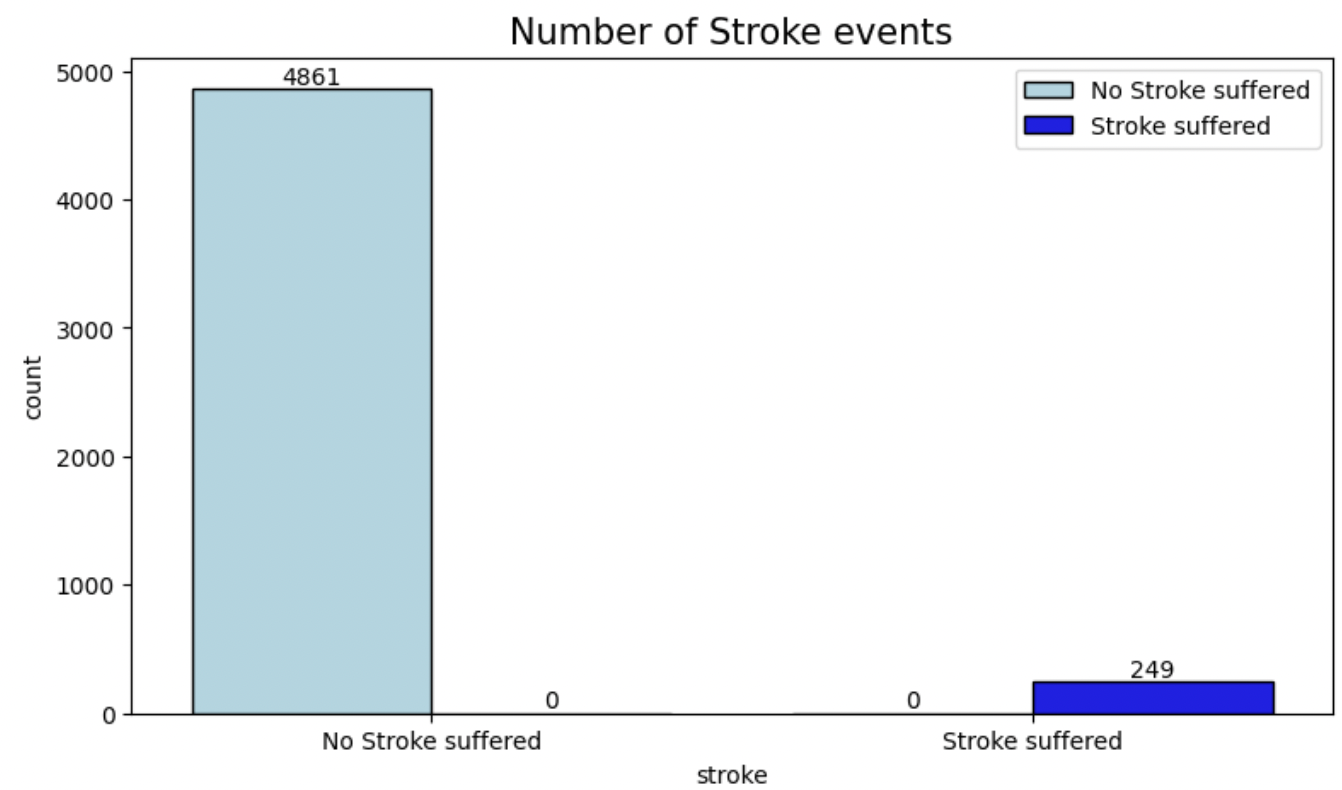 Number of Stroke events
No Stroke suffered
Stroke suffered
count
5000
4000
3000
2000
1000
0
4861
0
0
249
No Stroke suffered
Stroke suffered
stroke